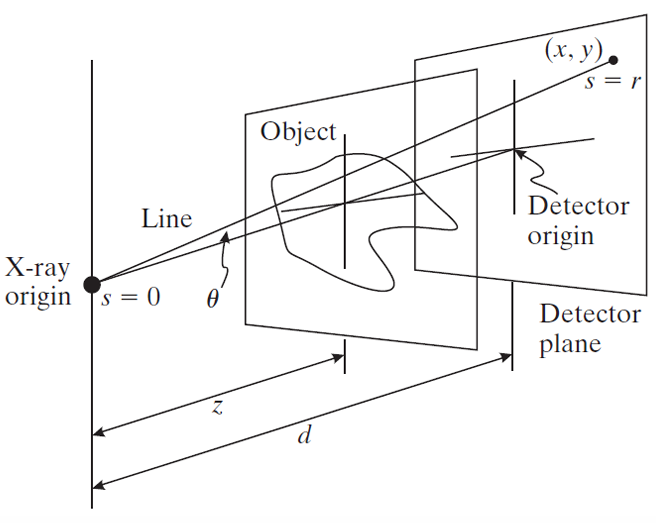 (x, y)
s = r
Object
Line
Detector
origin
X-ray
origin
s = 0
θ
Detector
plane
z
d